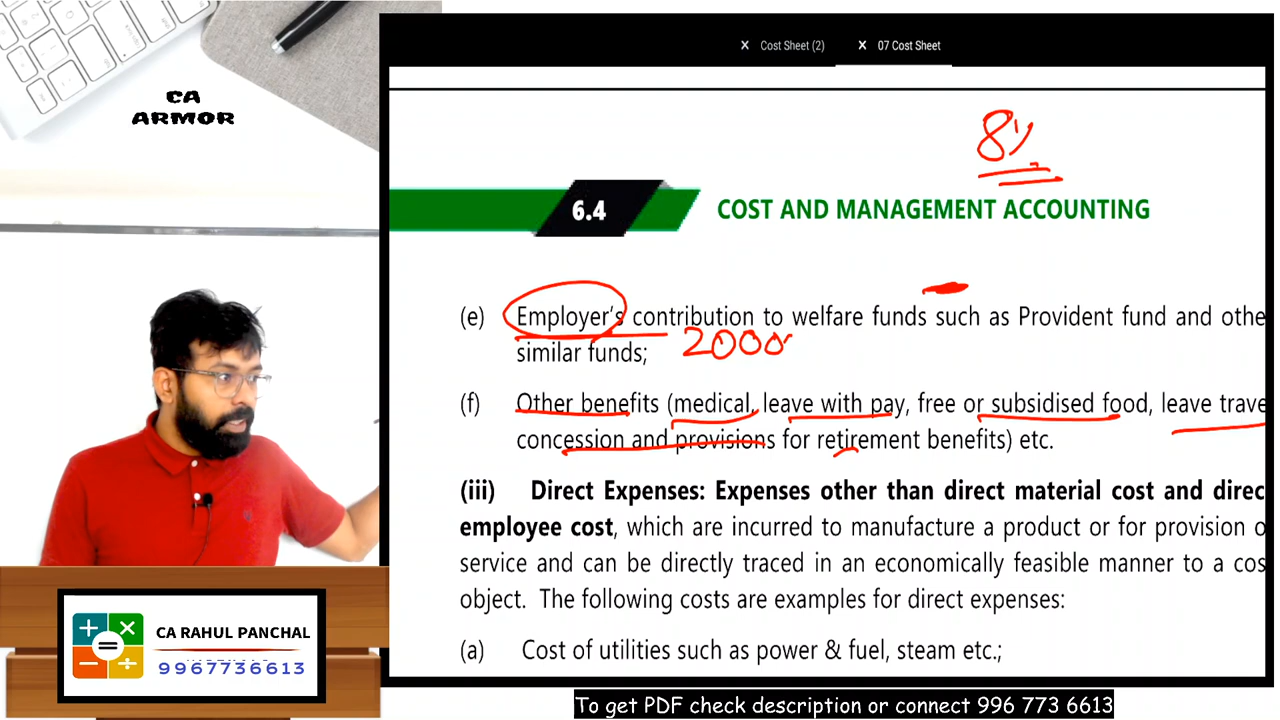 CA
ARMOR
Cost Sheet (2)
07 Cost Sheet
8%
6.4
COST AND MANAGEMENT ACCOUNTING
(e) Employer's contribution to welfare funds such as Provident fund and othe
similar funds;
2000
(f) Other benefits (medical, leave with pay, free or subsidised food, leave trave
concession and provisions for retirement benefits) etc.
(iii) Direct Expenses: Expenses other than direct material cost and direc
employee cost, which are incurred to manufacture a product or for provision o
service and can be directly traced in an economically feasible manner to a cos
object. The following costs are examples for direct expenses:
(a) Cost of utilities such as power & fuel, steam etc.;
CA RAHUL PANCHAL
9967736613
To get PDF check description or connect 996 773 6613